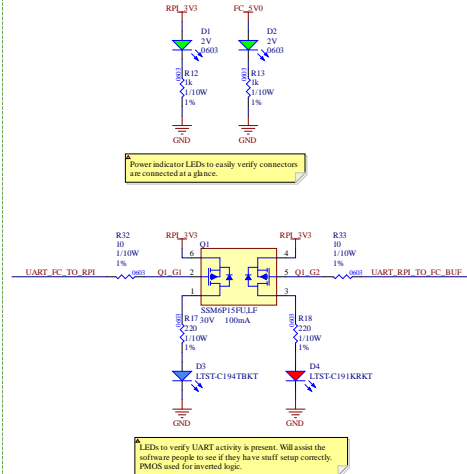 RPI_3V3
FC_5V0
D1
2V
0603
D2
2V
0603
0603
R12
1k
1/10W
1%
0603
R13
1k
1/10W
1%
GND
GND
Power indicator LEDs to easily verify connectors
are connected at a glance.
R32
10
1/10W
1%
RPI_3V3
Q1
RPI_3V3
R33
10
1/10W
1%
6
4
UART_FC_TO_RPI
0603
Q1_G1
2
5
Q1_G2
0603
UART_RPI_TO_FC_BUF
1
3
SSM6P15FU,LF
30V
100mA
0603
R17
220
1/10W
1%
0603
R18
220
1/10W
1%
D3
LTST-C194TBKT
D4
LTST-C191KRKT
GND
GND
LEDs to verify UART activity is present. Will assist the
software people to see if they have stuff setup correctly.
PMOS used for inverted logic.